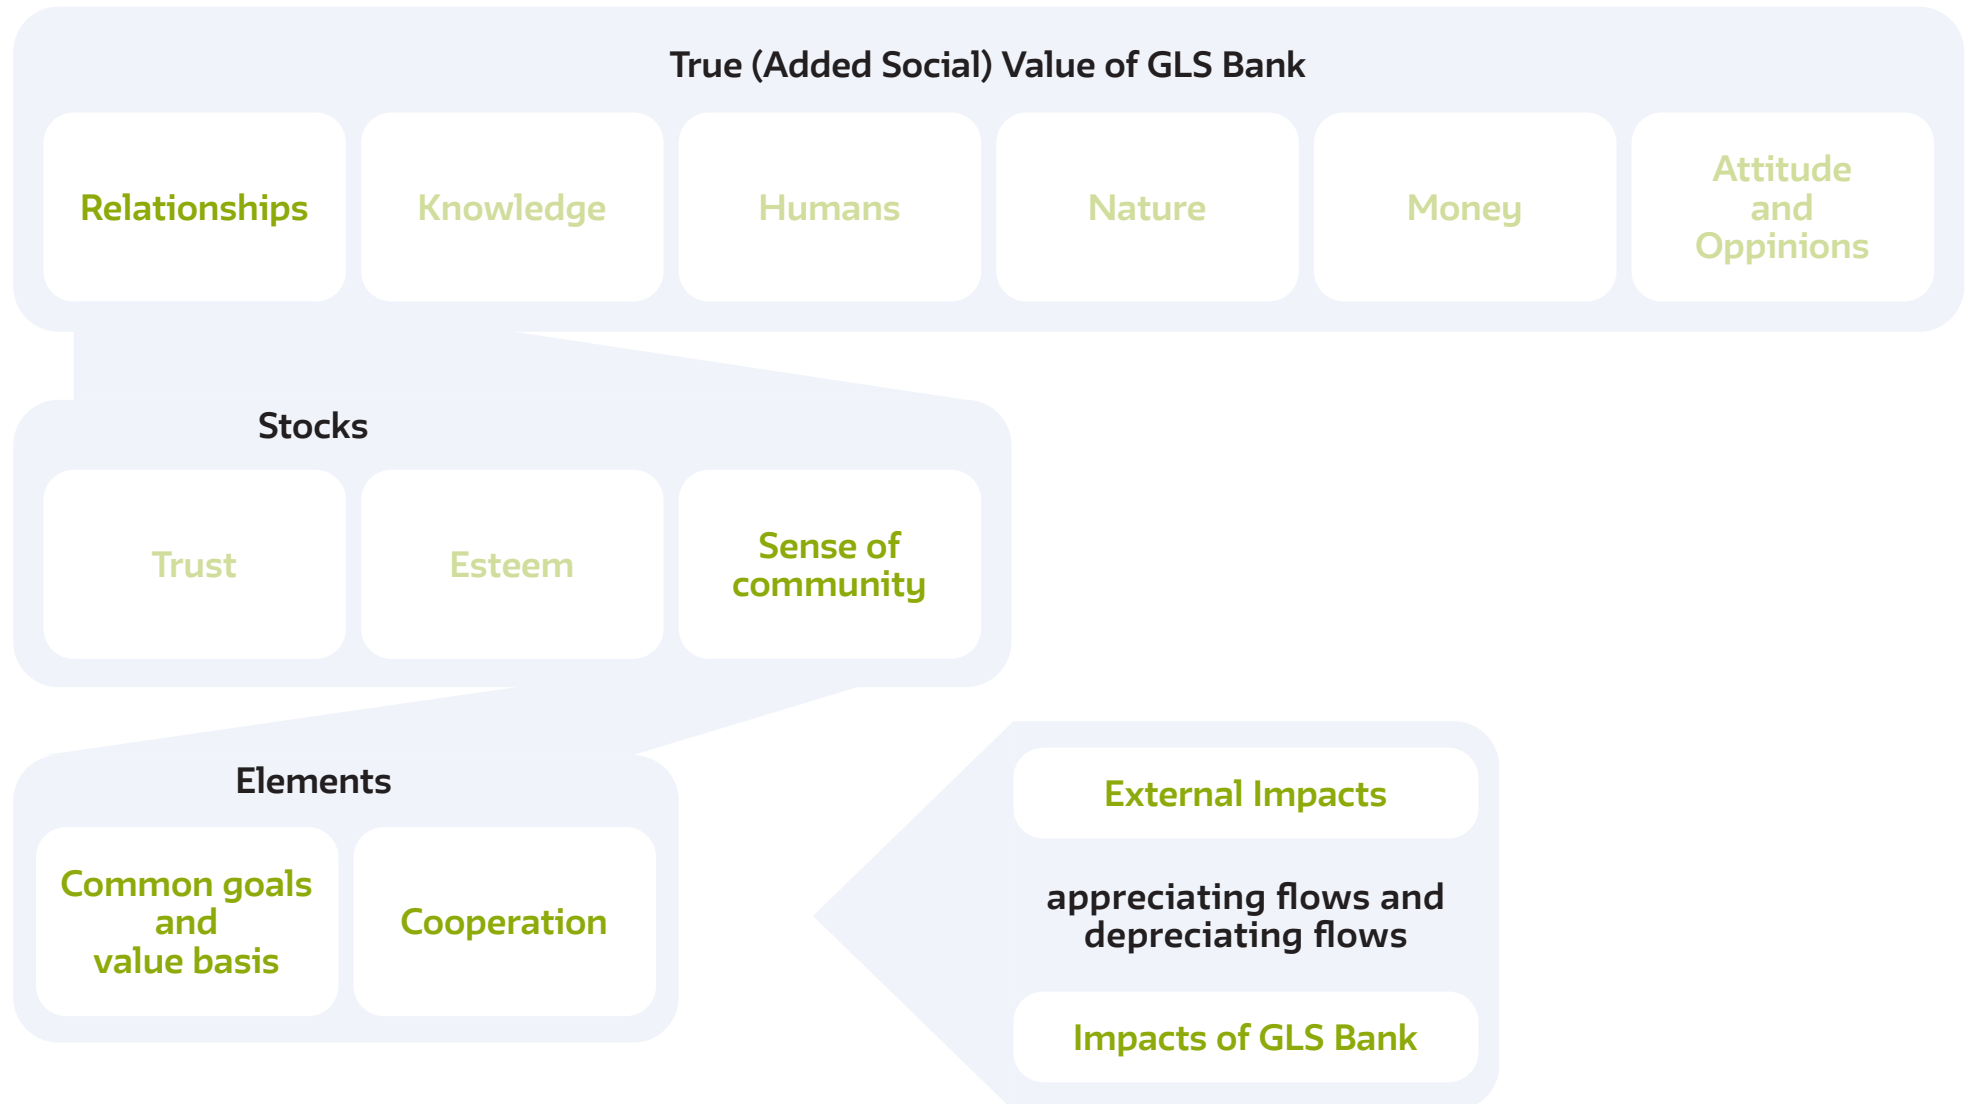 True (Added Social) Value of GLS Bank
Relationships
Knowledge
Humans
Nature
Money
Attitude
and
Oppinions
Stocks
Trust
Esteem
Sense of
community
Elements
Common goals
and
value basis
Cooperation
External Impacts
appreciating flows and
depreciating flows
Impacts of GLS Bank